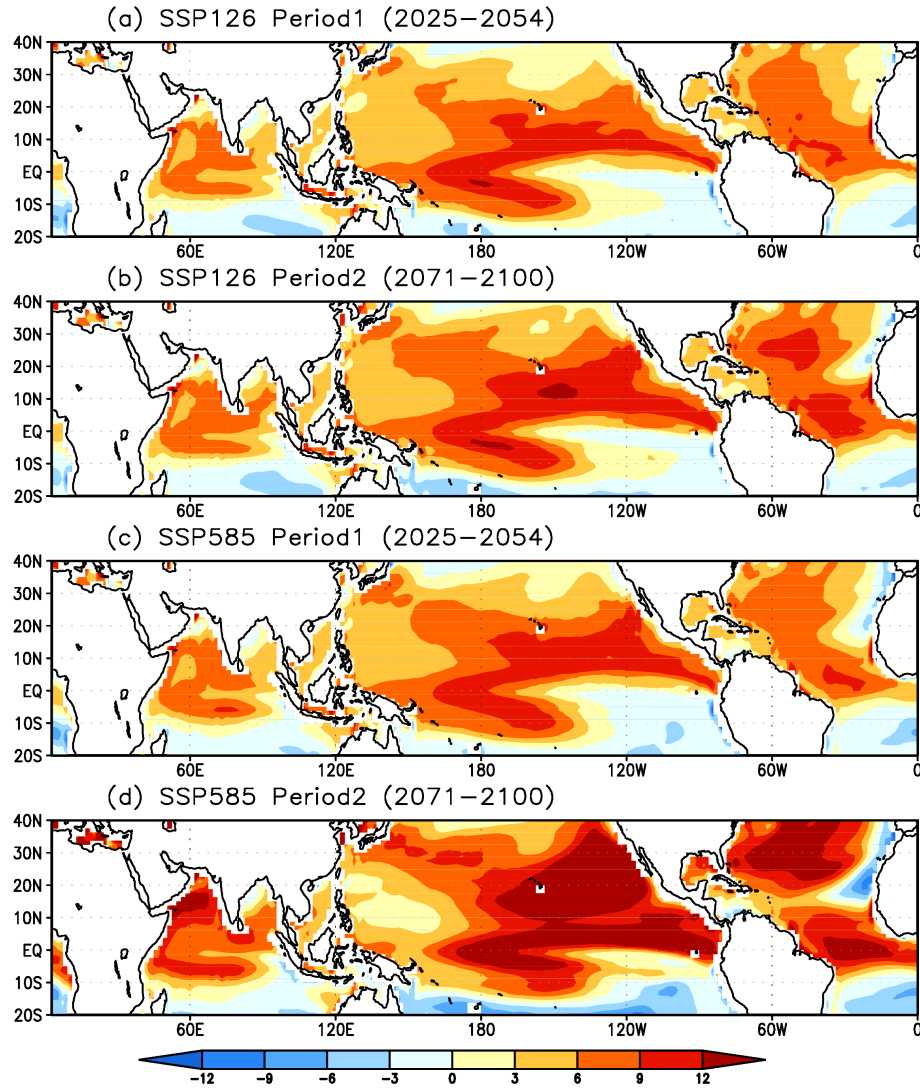 (a) SSP126 Period1 (2025−2054)
40N
30N
20N
10N
EQ
10S
20S
60E 120E 180 120W 60W 0
(b) SSP126 Period2 (2071−2100)
40N
30N
20N
10N
EQ
10S
20S
60E 120E 180 120W 60W 0
(c) SSP585 Period1 (2025−2054)
40N
30N
20N
10N
EQ
10S
20S
60E 120E 180 120W 60W 0
(d) SSP585 Period2 (2071−2100)
40N
30N
20N
10N
EQ
10S
20S
60E 120E 180 120W 60W 0
−12 −9 −6 −3 0 3 6 9 12